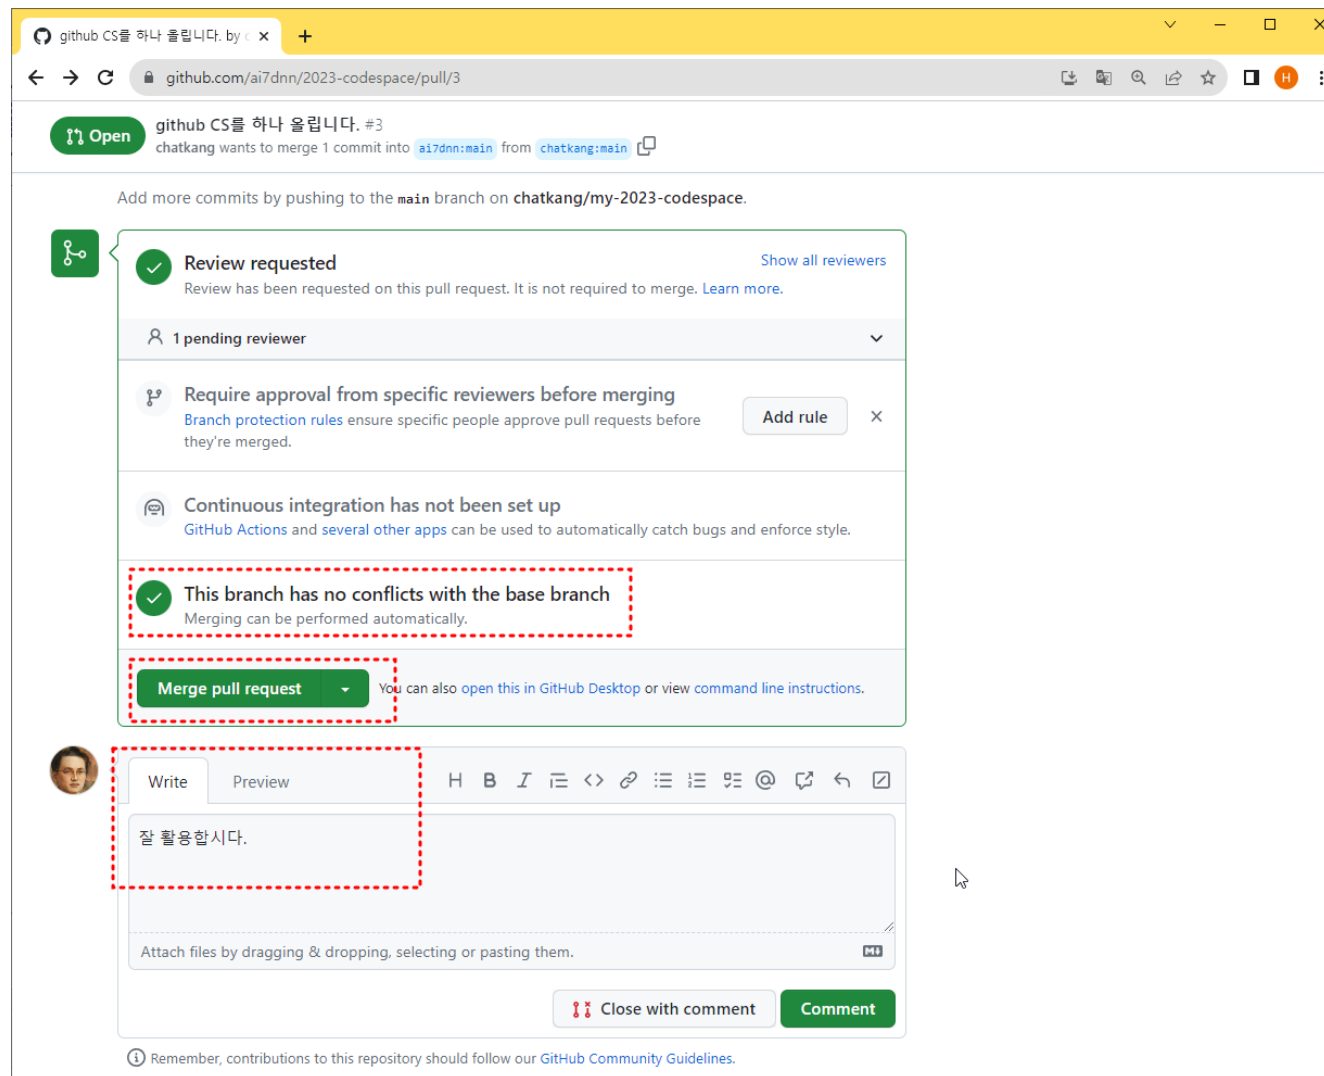 github CS를 하나 올립니다. by c
github.com/ai7dnn/2023-codespace/pull/3
H
Open
github CS를 하나 올립니다. #3
chatkang wants to merge 1 commit into ai7dnn:main from chatkang:main
Add more commits by pushing to the main branch on chatkang/my-2023-codespace.
Review requested
Show all reviewers
Review has been requested on this pull request. It is not required to merge. Learn more.
1 pending reviewer
Require approval from specific reviewers before merging
Branch protection rules ensure specific people approve pull requests before
they're merged.
Add rule
Continuous integration has not been set up
GitHub Actions and several other apps can be used to automatically catch bugs and enforce style.
This branch has no conflicts with the base branch
Merging can be performed automatically.
Merge pull request
You can also open this in GitHub Desktop or view command line instructions.
Write
Preview
잘 활용합시다.
Attach files by dragging & dropping, selecting or pasting them.
Close with comment
Comment
Remember, contributions to this repository should follow our GitHub Community Guidelines.